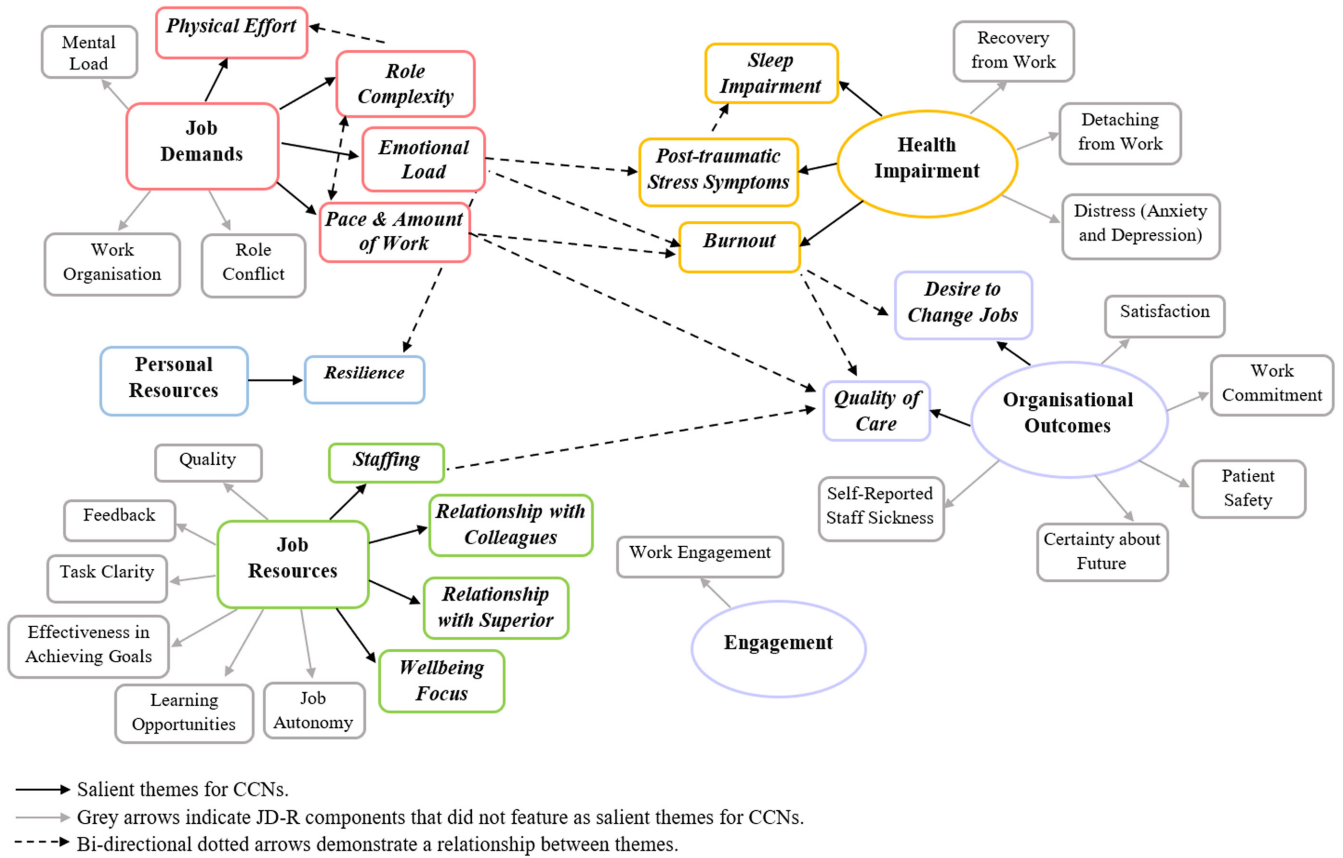 Physical Effort
Mental
Load
Role
Complexity
Job
Demands
Emotional
Load
Pace & Amount
of Work
Work
Organisation
Role
Conflict
Sleep
Impairment
Post-traumatic
Stress Symptoms
Burnout
Health
Impairment
Recovery
from Work
Detaching
from Work
Distress (Anxiety
and Depression)
Personal
Resources
Resilience
Desire to
Change Jobs
Quality of
Care
Organisational
Outcomes
Satisfaction
Work
Commitment
Patient
Safety
Certainty about
Future
Self-Reported
Staff Sickness
Quality
Staffing
Feedback
Relationship with
Colleagues
Job
Resources
Task Clarity
Relationship
with Superior
Effectiveness in
Achieving Goals
Wellbeing
Focus
Learning
Opportunities
Job
Autonomy
Work Engagement
Engagement
Salient themes for CCNs.
Grey arrows indicate JD-R components that did not feature as salient themes for CCNs.
Bi-directional dotted arrows demonstrate a relationship between themes.